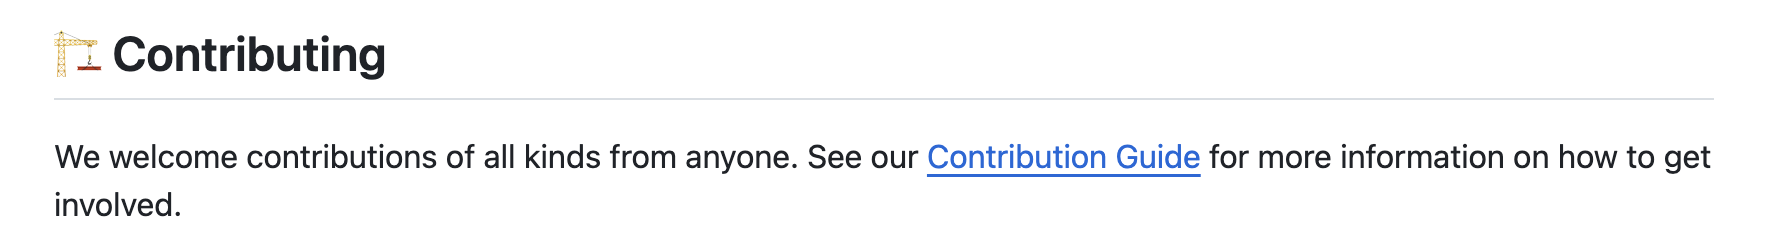 Contributing
We welcome contributions of all kinds from anyone. See our Contribution Guide for more information on how to get
involved.